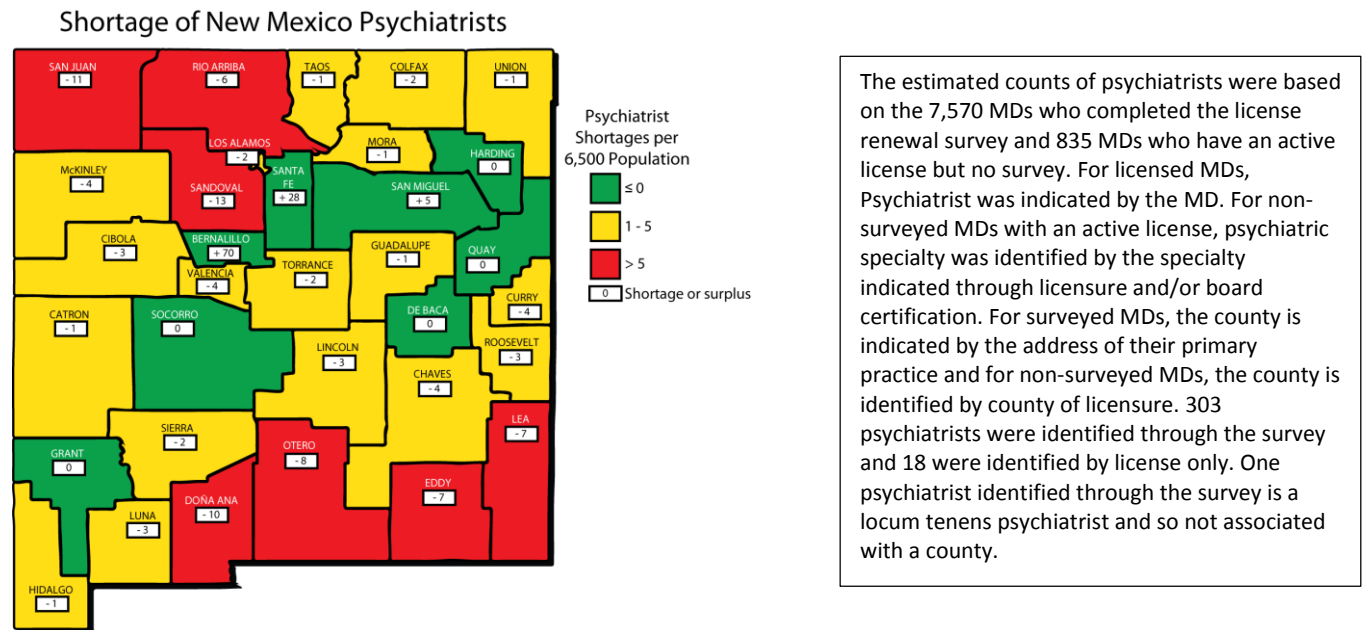 Shortage of New Mexico Psychiatrists
SAN JUAN
- 11
RIO ARRIBA
- 6
TAOS
- 1
COLFAX
- 2
UNION
- 1
LOS ALAMOS
- 2
MORA
- 1
HARDING
0
McKINLEY
- 4
SANDOVAL
- 13
SANTA
FE
+ 28
SAN MIGUEL
+ 5
CIBOLA
- 3
BERNALILLO
+ 70
VALENCIA
- 4
TORRANCE
- 2
GUADALUPE
- 1
QUAY
0
CURRY
- 4
CATRON
- 1
SOCORRO
0
DE BACA
0
ROOSEVELT
- 3
LINCOLN
- 3
CHAVES
- 4
LEA
- 7
SIERRA
- 2
GRANT
0
OTERO
- 8
EDDY
- 7
DOÑA ANA
- 10
LUNA
- 3
HIDALGO
- 1
Psychiatrist
Shortages per
6,500 Population
≤ 0
1 - 5
> 5
0 Shortage or surplus
The estimated counts of psychiatrists were based
on the 7,570 MDs who completed the license
renewal survey and 835 MDs who have an active
license but no survey. For licensed MDs,
Psychiatrist was indicated by the MD. For non-
surveyed MDs with an active license, psychiatric
specialty was identified by the specialty
indicated through licensure and/or board
certification. For surveyed MDs, the county is
indicated by the address of their primary
practice and for non-surveyed MDs, the county is
identified by county of licensure. 303
psychiatrists were identified through the survey
and 18 were identified by license only. One
psychiatrist identified through the survey is a
locum tenens psychiatrist and so not associated
with a county.